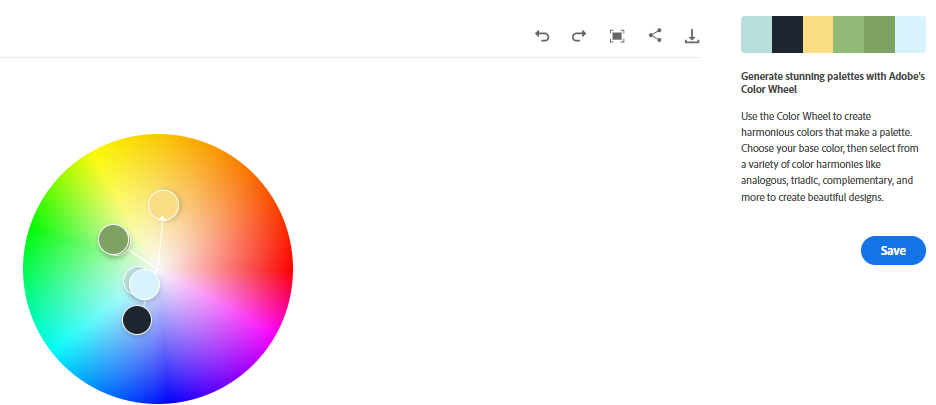 Generate stunning palettes with Adobe's
Color Wheel
Use the Color Wheel to create
harmonious colors that make a palette.
Choose your base color, then select from
a variety of color harmonies like
analogous, triadic, complementary, and
more to create beautiful designs.
Save